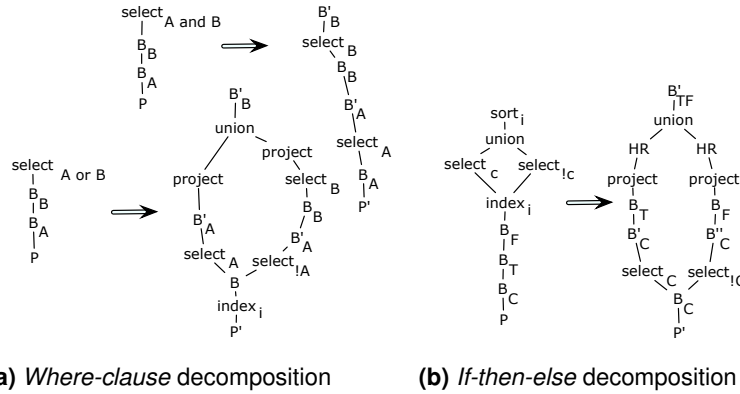 select A and B
B B
B A
P
B' B
select B
B B
B' A
select A
B A
P'
select A or B
B B
B A
P
B' B
union
project project
B' A
select A
select B
B B
B' A
select !A
B
index i
P'
sort i
union
select c select !c
index i
B F
B T
B C
P
B' TF
union
HR HR
project project
B T B F
B' C B'' C
select C select !C
B C
P'
a) Where-clause decomposition
(b) If-then-else decomposition